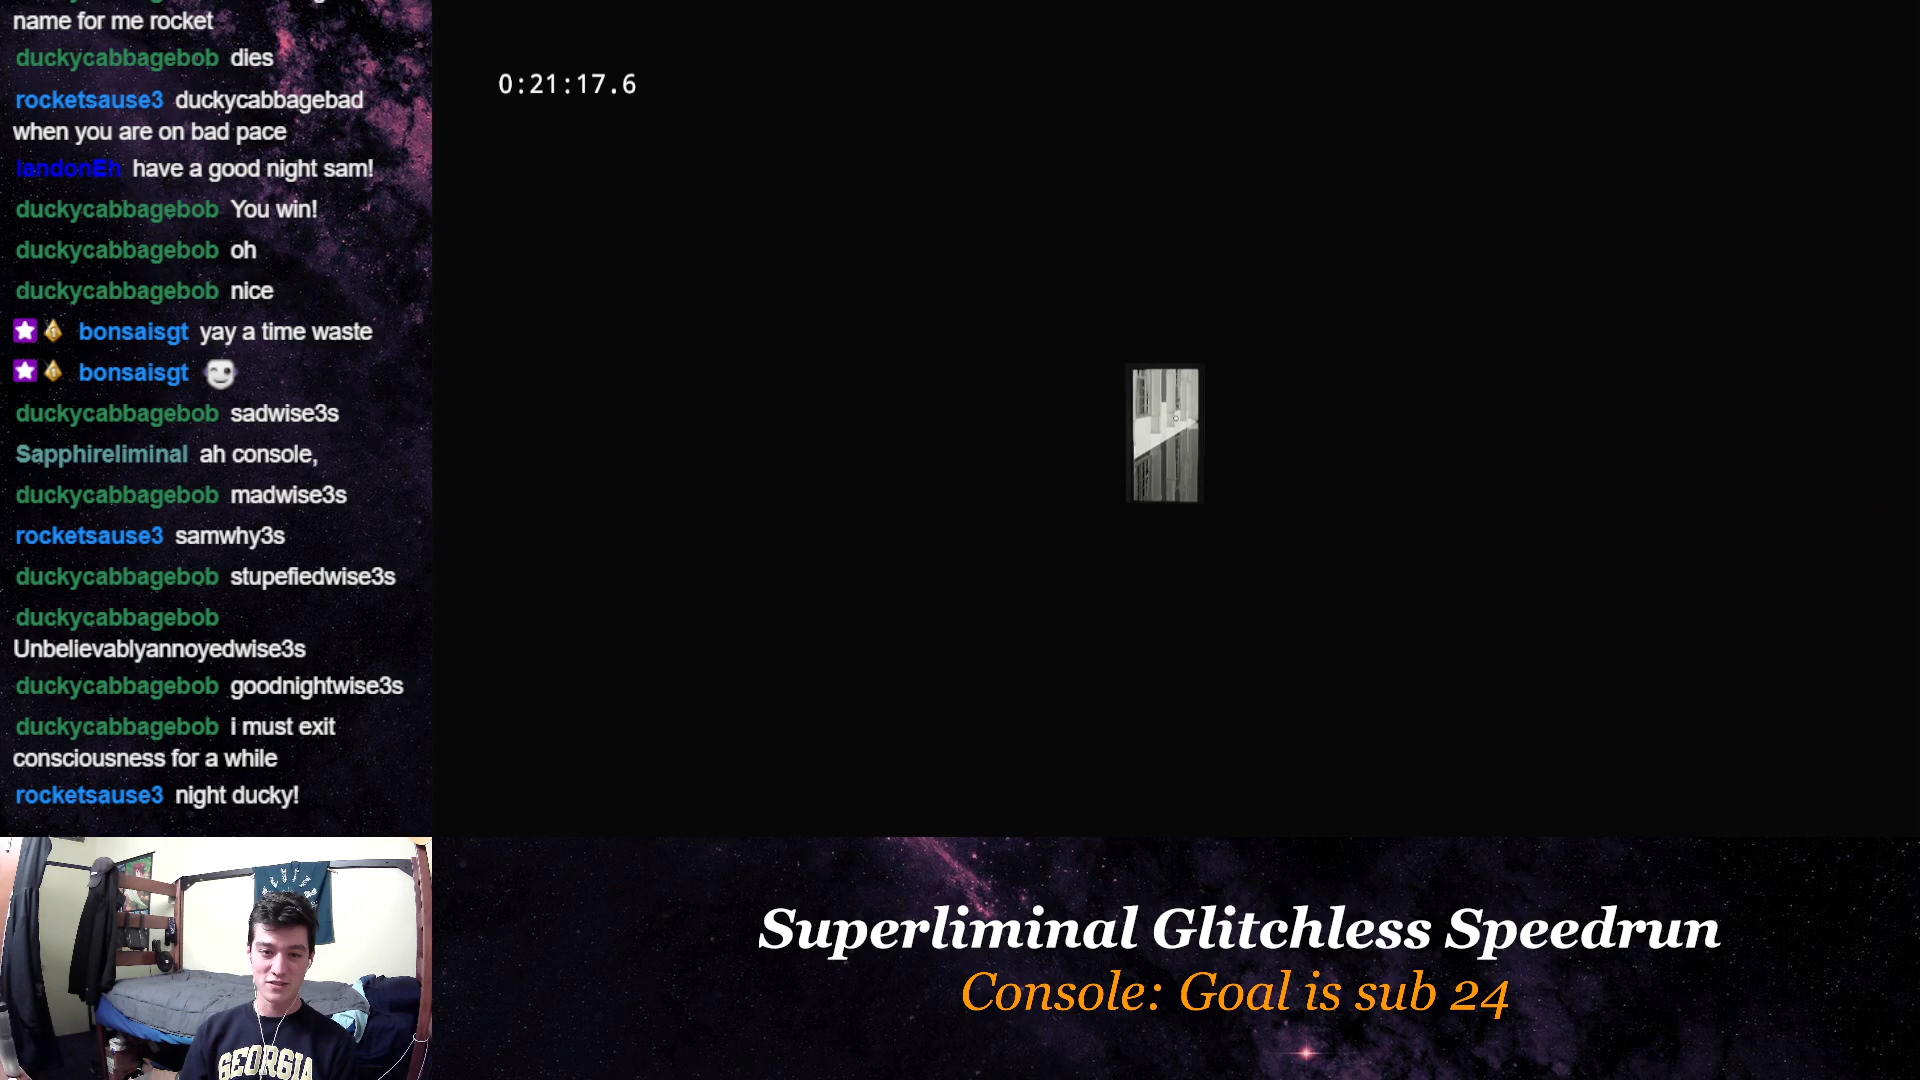 name for me rocket
duckycabbagebob dies
rocketsause3 duckycabbagebad
when you are on bad pace
landonEh have a good night sam!
duckycabbagebob You win!
duckycabbagebob oh
duckycabbagebob nice
bonsaisgt yay a time waste
bonsaisgt
duckycabbagebob sadwise3s
Sapphireliminal ah console,
duckycabbagebob madwise3s
rocketsause3 samwhy3s
duckycabbagebob stupefiedwise3s
duckycabbagebob
Unbelievablyannoyedwise3s
duckycabbagebob goodnightwise3s
duckycabbagebob i must exit
consciousness for a while
rocketsause3 night ducky!
0:21:17.6
GEORGIA
Superliminal Glitchless Speedrun
Console: Goal is sub 24